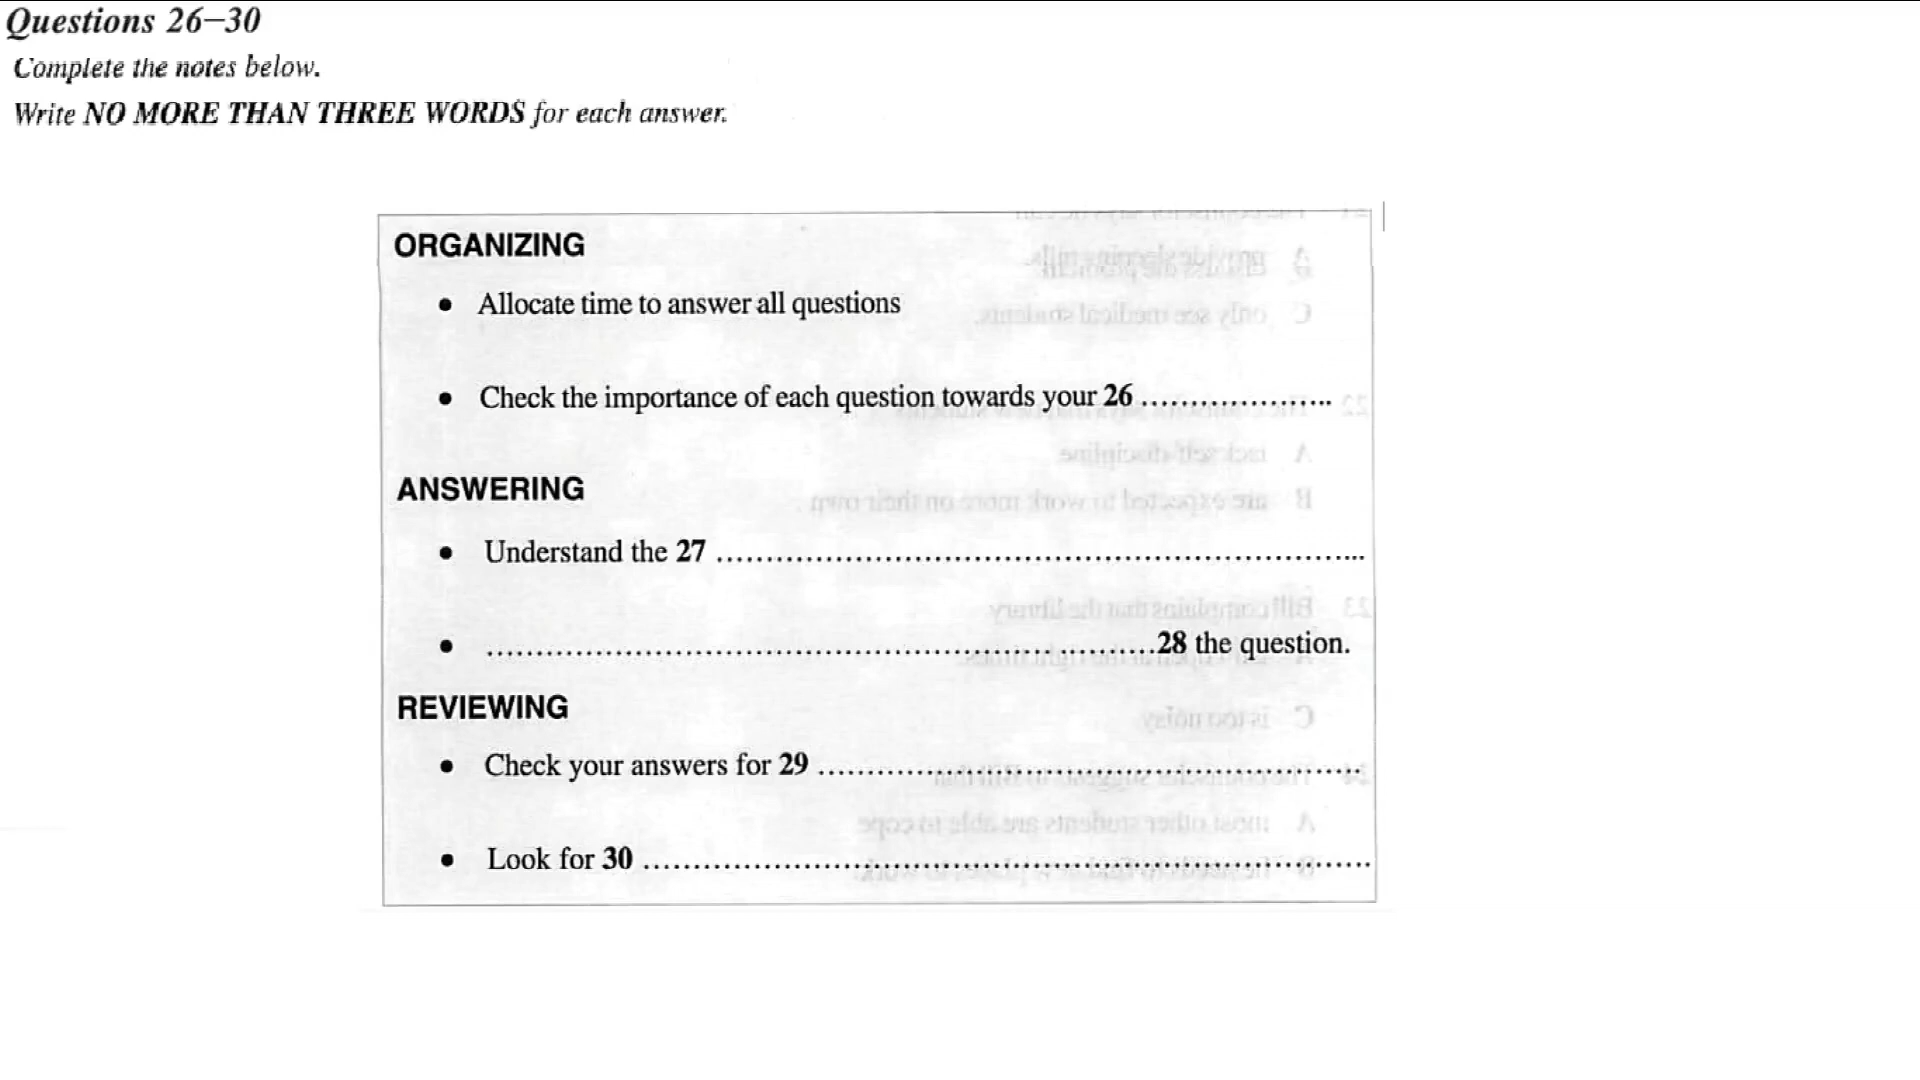 Questions 26–30
Complete the notes below.
Write NO MORE THAN THREE WORDS for each answer.
ORGANIZING
• Allocate time to answer all questions
• Check the importance of each question towards your 26 ....................
ANSWERING
• Understand the 27 ....................
• .................... 28 the question.
REVIEWING
• Check your answers for 29 ....................
• Look for 30 ....................